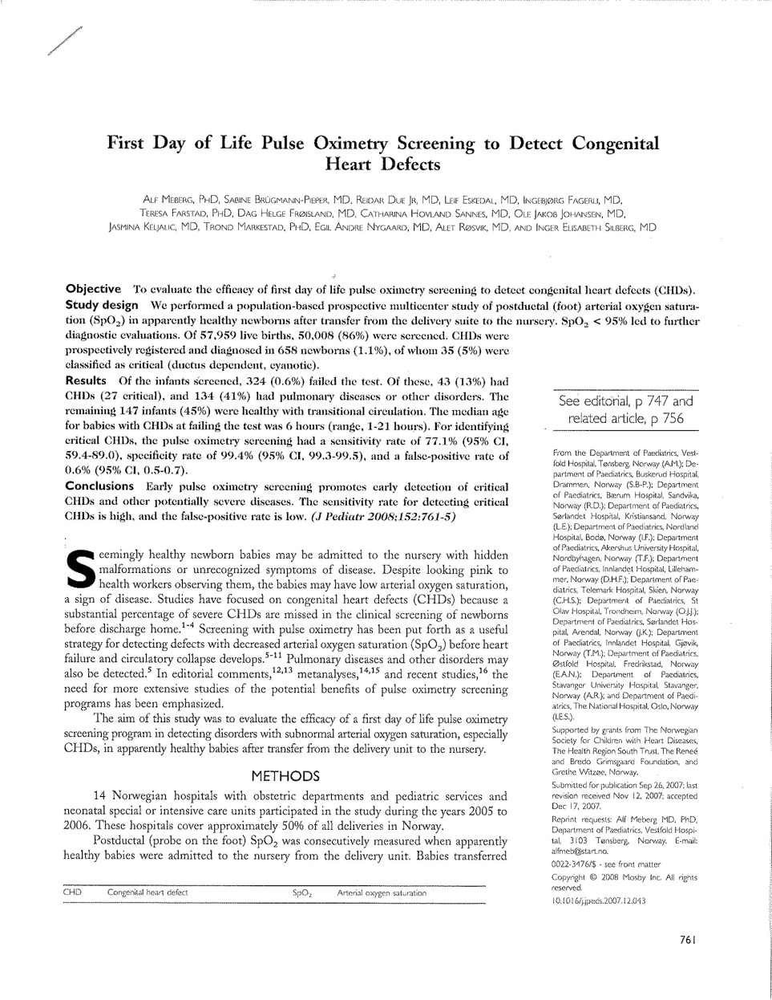 First Day of Life Pulse Oximetry Screening to Detect Congenital
Heart Defects
Alf Meberg, PhD, Sabine Brügmann-Pieper, MD, Reidar Due Jr, MD, Leif Eskedal, MD, Ingebjørg Fagerli, MD,
Teresa Farstad, PhD, Dag Helge Frøisland, MD, Catharina Hovland Sannes, MD, Ole Jakob Johansen, MD,
Jasmina Keljalic, MD, Trond Markestad, PhD, Egil Andre Nygaard, MD, Alet Røsvik, MD, and Inger Elisabeth Silberg, MD
Objective To evaluate the efficacy of first day of life pulse oximetry screening to detect congenital heart defects (CHDs).
Study design We performed a population-based prospective multicenter study of postductal (foot) arterial oxygen satura-
tion (SpO₂) in apparently healthy newborns after transfer from the delivery suite to the nursery. SpO₂ < 95% led to further
diagnostic evaluations. Of 57,959 live births, 50,008 (86%) were screened. CHDs were
prospectively registered and diagnosed in 658 newborns (1.1%), of whom 35 (5%) were
classified as critical (ductus dependent, cyanotic).
Results Of the infants screened, 324 (0.6%) failed the test. Of these, 43 (13%) had
CHDs (27 critical), and 134 (41%) had pulmonary diseases or other disorders. The
remaining 147 infants (45%) were healthy with transitional circulation. The median age
for babies with CHDs at failing the test was 6 hours (range, 1-21 hours). For identifying
critical CHDs, the pulse oximetry screening had a sensitivity rate of 77.1% (95% CI,
59.4-89.0), specificity rate of 99.4% (95% CI, 99.3-99.5), and a false-positive rate of
0.6% (95% CI, 0.5-0.7).
Conclusions Early pulse oximetry screening promotes early detection of critical
CHDs and other potentially severe diseases. The sensitivity rate for detecting critical
CHDs is high, and the false-positive rate is low. (J Pediatr 2008;152:761-5)
Seemingly healthy newborn babies may be admitted to the nursery with hidden
malformations or unrecognized symptoms of disease. Despite looking pink to
health workers observing them, the babies may have low arterial oxygen saturation,
a sign of disease. Studies have focused on congenital heart defects (CHDs) because a
substantial percentage of severe CHDs are missed in the clinical screening of newborns
before discharge home.¹⁻⁴ Screening with pulse oximetry has been put forth as a useful
strategy for detecting defects with decreased arterial oxygen saturation (SpO₂) before heart
failure and circulatory collapse develops.⁵⁻¹¹ Pulmonary diseases and other disorders may
also be detected.⁵ In editorial comments,¹²,¹³ metanalyses,¹⁴,¹⁵ and recent studies,¹⁶ the
need for more extensive studies of the potential benefits of pulse oximetry screening
programs has been emphasized.
The aim of this study was to evaluate the efficacy of a first day of life pulse oximetry
screening program in detecting disorders with subnormal arterial oxygen saturation, especially
CHDs, in apparently healthy babies after transfer from the delivery unit to the nursery.
METHODS
14 Norwegian hospitals with obstetric departments and pediatric services and
neonatal special or intensive care units participated in the study during the years 2005 to
2006. These hospitals cover approximately 50% of all deliveries in Norway.
Postductal (probe on the foot) SpO₂ was consecutively measured when apparently
healthy babies were admitted to the nursery from the delivery unit. Babies transferred
CHD Congenital heart defect SpO₂ Arterial oxygen saturation
See editorial, p 747 and
related article, p 756
From the Department of Paediatrics, Vest-
fold Hospital, Tønsberg, Norway (A.M.); De-
partment of Paediatrics, Buskerud Hospital,
Drammen, Norway (S.B-P.); Department
of Paediatrics, Bærum Hospital, Sandvika,
Norway (R.D.); Department of Paediatrics,
Sørlandet Hospital, Kristiansand, Norway
(L.E.); Department of Paediatrics, Nordland
Hospital, Bodø, Norway (I.F.); Department
of Paediatrics, Akershus University Hospital,
Nordbyhagen, Norway (T.F.); Department
of Paediatrics, Innlandet Hospital, Lilleham-
mer, Norway (D.H.F.); Department of Pae-
diatrics, Telemark Hospital, Skien, Norway
(C.H.S.); Department of Paediatrics, St
Olav Hospital, Trondheim, Norway (O.J.J.);
Department of Paediatrics, Sørlandet Hos-
pital, Arendal, Norway (J.K.); Department
of Paediatrics, Innlandet Hospital, Gjøvik,
Norway (T.M.); Department of Paediatrics,
Østfold Hospital, Fredrikstad, Norway
(E.A.N.); Department of Paediatrics,
Stavanger University Hospital, Stavanger,
Norway (A.R.); and Department of Paedi-
atrics, The National Hospital, Oslo, Norway
(I.E.S.).
Supported by grants from The Norwegian
Society for Children with Heart Diseases,
The Health Region South Trust, The Reneé
and Bredo Grimsgaard Foundation, and
Grethe Witzøe, Norway.
Submitted for publication Sep 26, 2007; last
revision received Nov 12, 2007; accepted
Dec 17, 2007.
Reprint requests: Alf Meberg MD, PhD,
Department of Paediatrics, Vestfold Hospi-
tal, 3103 Tønsberg, Norway. E-mail:
alfmeb@start.no.
0022-3476/$ - see front matter
Copyright © 2008 Mosby Inc. All rights
reserved.
10.1016/j.jpeds.2007.12.043
761